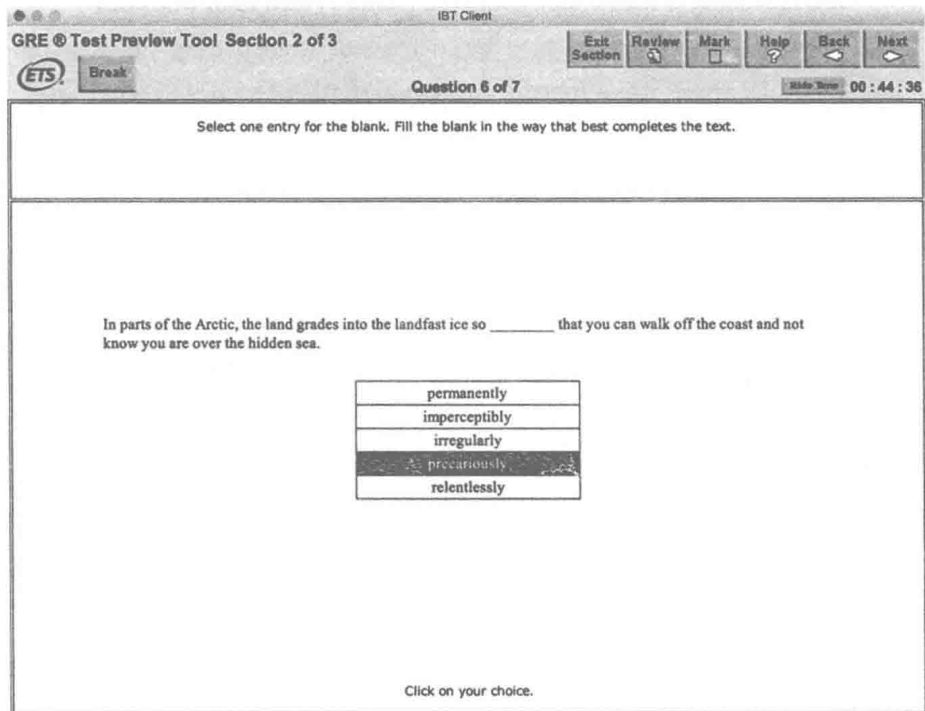 IBT Client
GRE ® Test Preview Tool Section 2 of 3
Exit Section
Review
Mark
Help
Back
Next
ETS
Break
Question 6 of 7
Hide Time
00 : 44 : 36
Select one entry for the blank. Fill the blank in the way that best completes the text.
In parts of the Arctic, the land grades into the landfast ice so ________ that you can walk off the coast and not
know you are over the hidden sea.
permanently
imperceptibly
irregularly
precariously
relentlessly
Click on your choice.